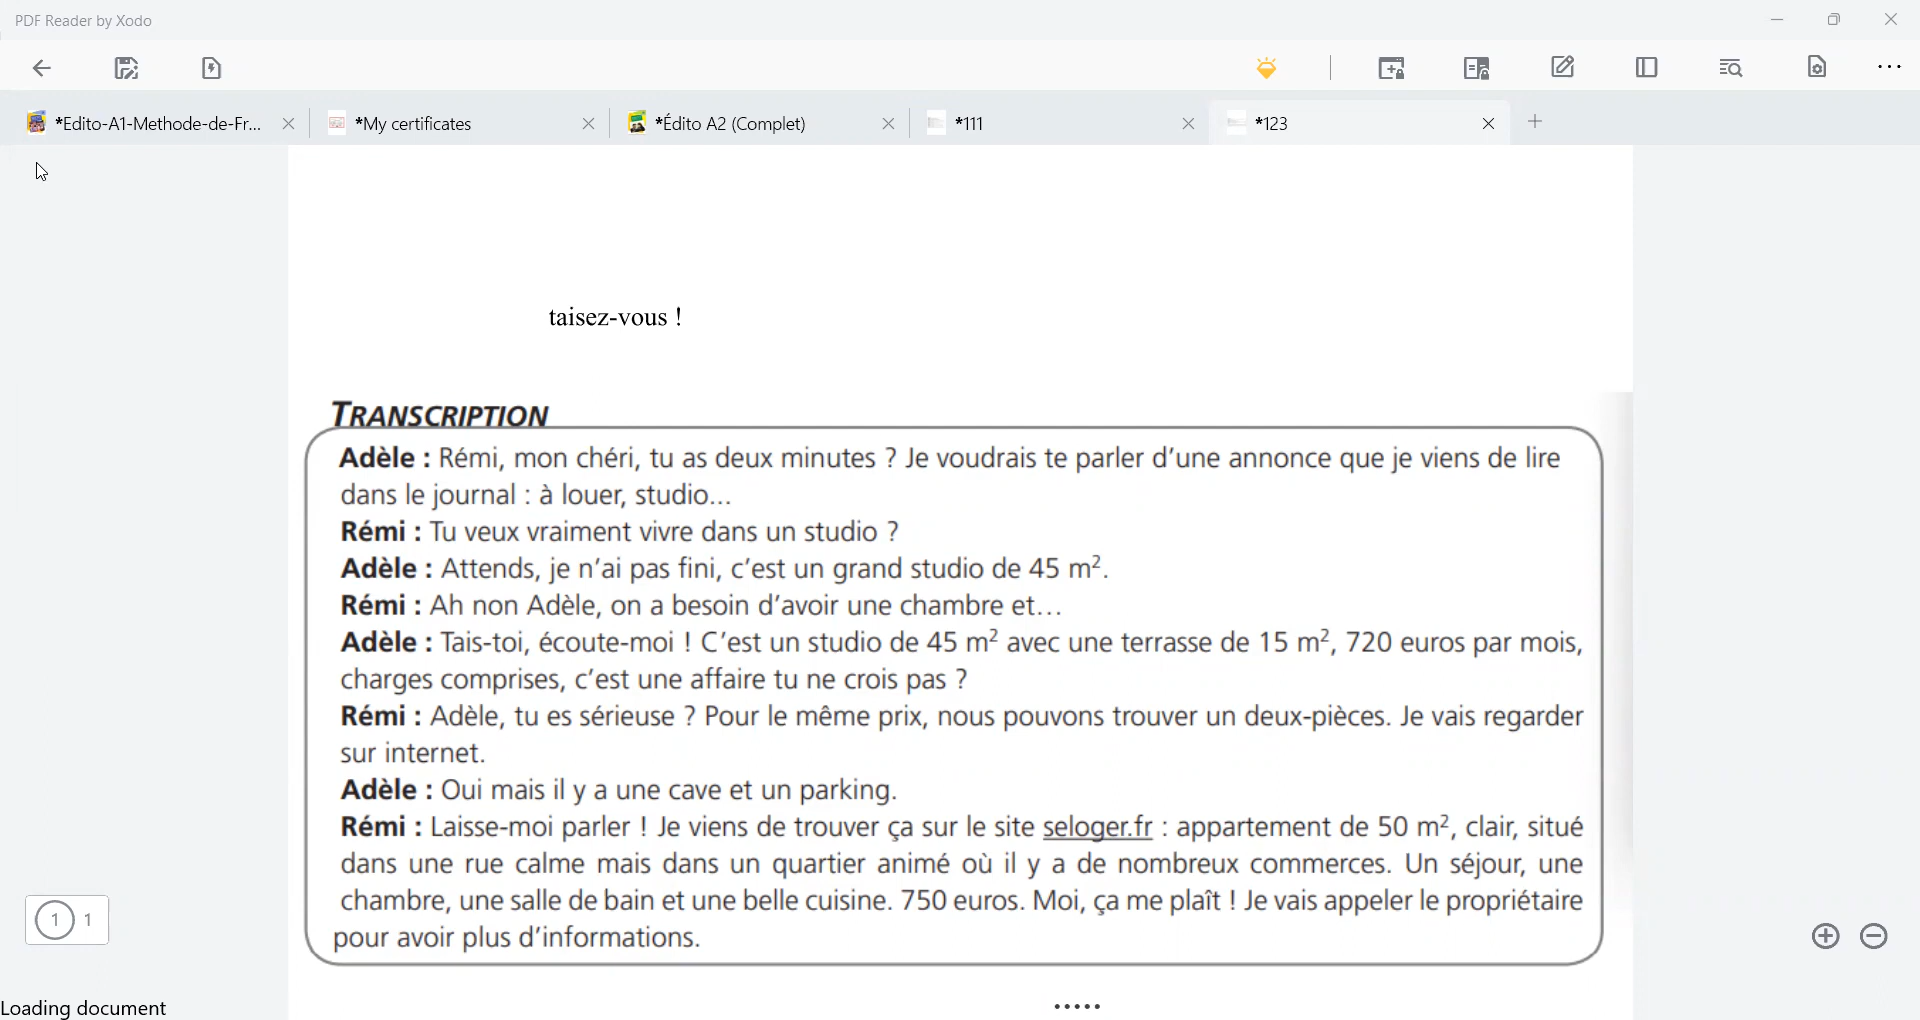 PDF Reader by Xodo
*Edito-A1-Methode-de-Fr...
*My certificates
*Édito A2 (Complet)
*111
*123
taisez-vous !
TRANSCRIPTION
Adèle : Rémi, mon chéri, tu as deux minutes ? Je voudrais te parler d’une annonce que je viens de lire
dans le journal : à louer, studio...
Rémi : Tu veux vraiment vivre dans un studio ?
Adèle : Attends, je n’ai pas fini, c’est un grand studio de 45 m².
Rémi : Ah non Adèle, on a besoin d’avoir une chambre et...
Adèle : Tais-toi, écoute-moi ! C’est un studio de 45 m² avec une terrasse de 15 m², 720 euros par mois,
charges comprises, c’est une affaire tu ne crois pas ?
Rémi : Adèle, tu es sérieuse ? Pour le même prix, nous pouvons trouver un deux-pièces. Je vais regarder
sur internet.
Adèle : Oui mais il y a une cave et un parking.
Rémi : Laisse-moi parler ! Je viens de trouver ça sur le site seloger.fr : appartement de 50 m², clair, situé
dans une rue calme mais dans un quartier animé où il y a de nombreux commerces. Un séjour, une
chambre, une salle de bain et une belle cuisine. 750 euros. Moi, ça me plaît ! Je vais appeler le propriétaire
pour avoir plus d’informations.
1 1
Loading document